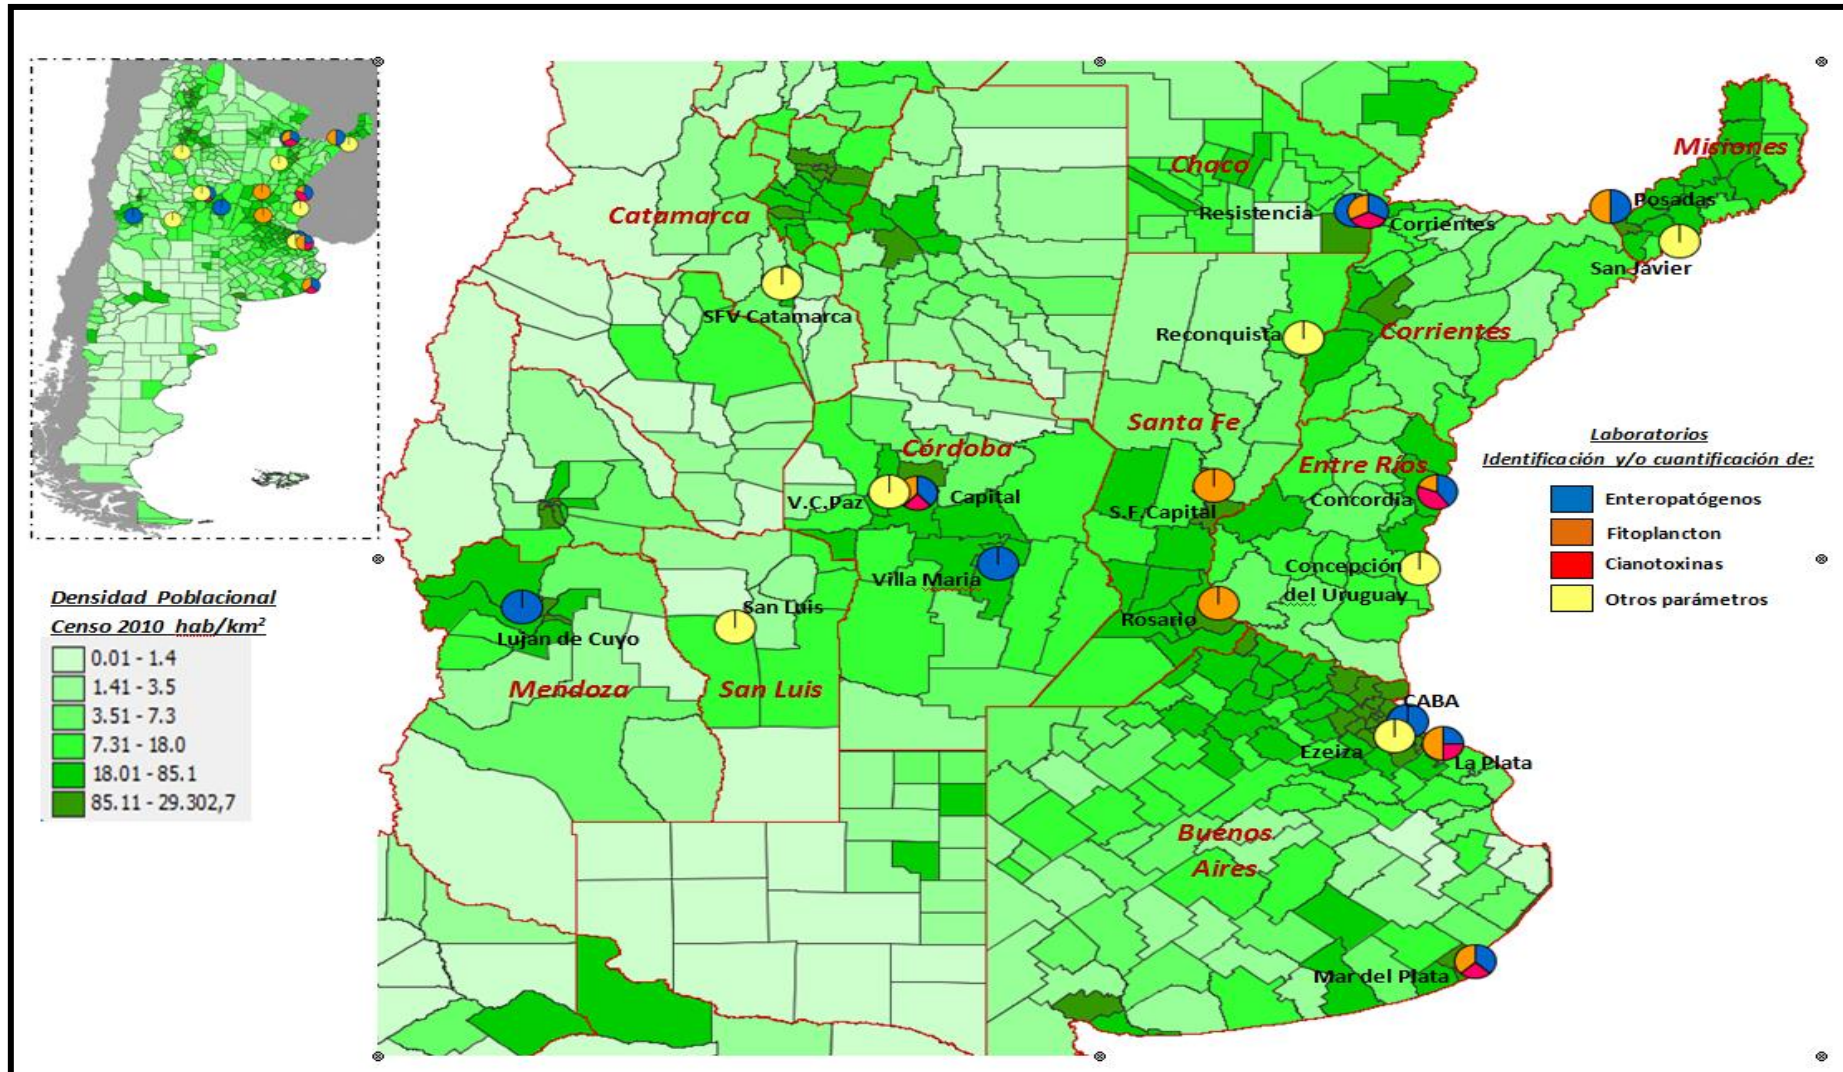 Chaco
Misiones
Catamarca
Resistencia
Corrientes
Posadas
San Javier
SFV Catamarca
Reconquista
Corrientes
Santa Fe
Córdoba
Entre Ríos
V.C.Paz
Capital
S.F.Capital
Concordia
Villa Maria
Concepción
del Uruguay
San Luis
Rosario
Luján de Cuyo
Mendoza
San Luis
CABA
Ezeiza
La Plata
Buenos
Aires
Mar del Plata
Laboratorios
Identificación y/o cuantificación de:
Enteropatógenos
Fitoplancton
Cianotoxinas
Otros parámetros
Densidad Poblacional
Censo 2010 hab/km²
0.01 - 1.4
1.41 - 3.5
3.51 - 7.3
7.31 - 18.0
18.01 - 85.1
85.11 - 29.302,7